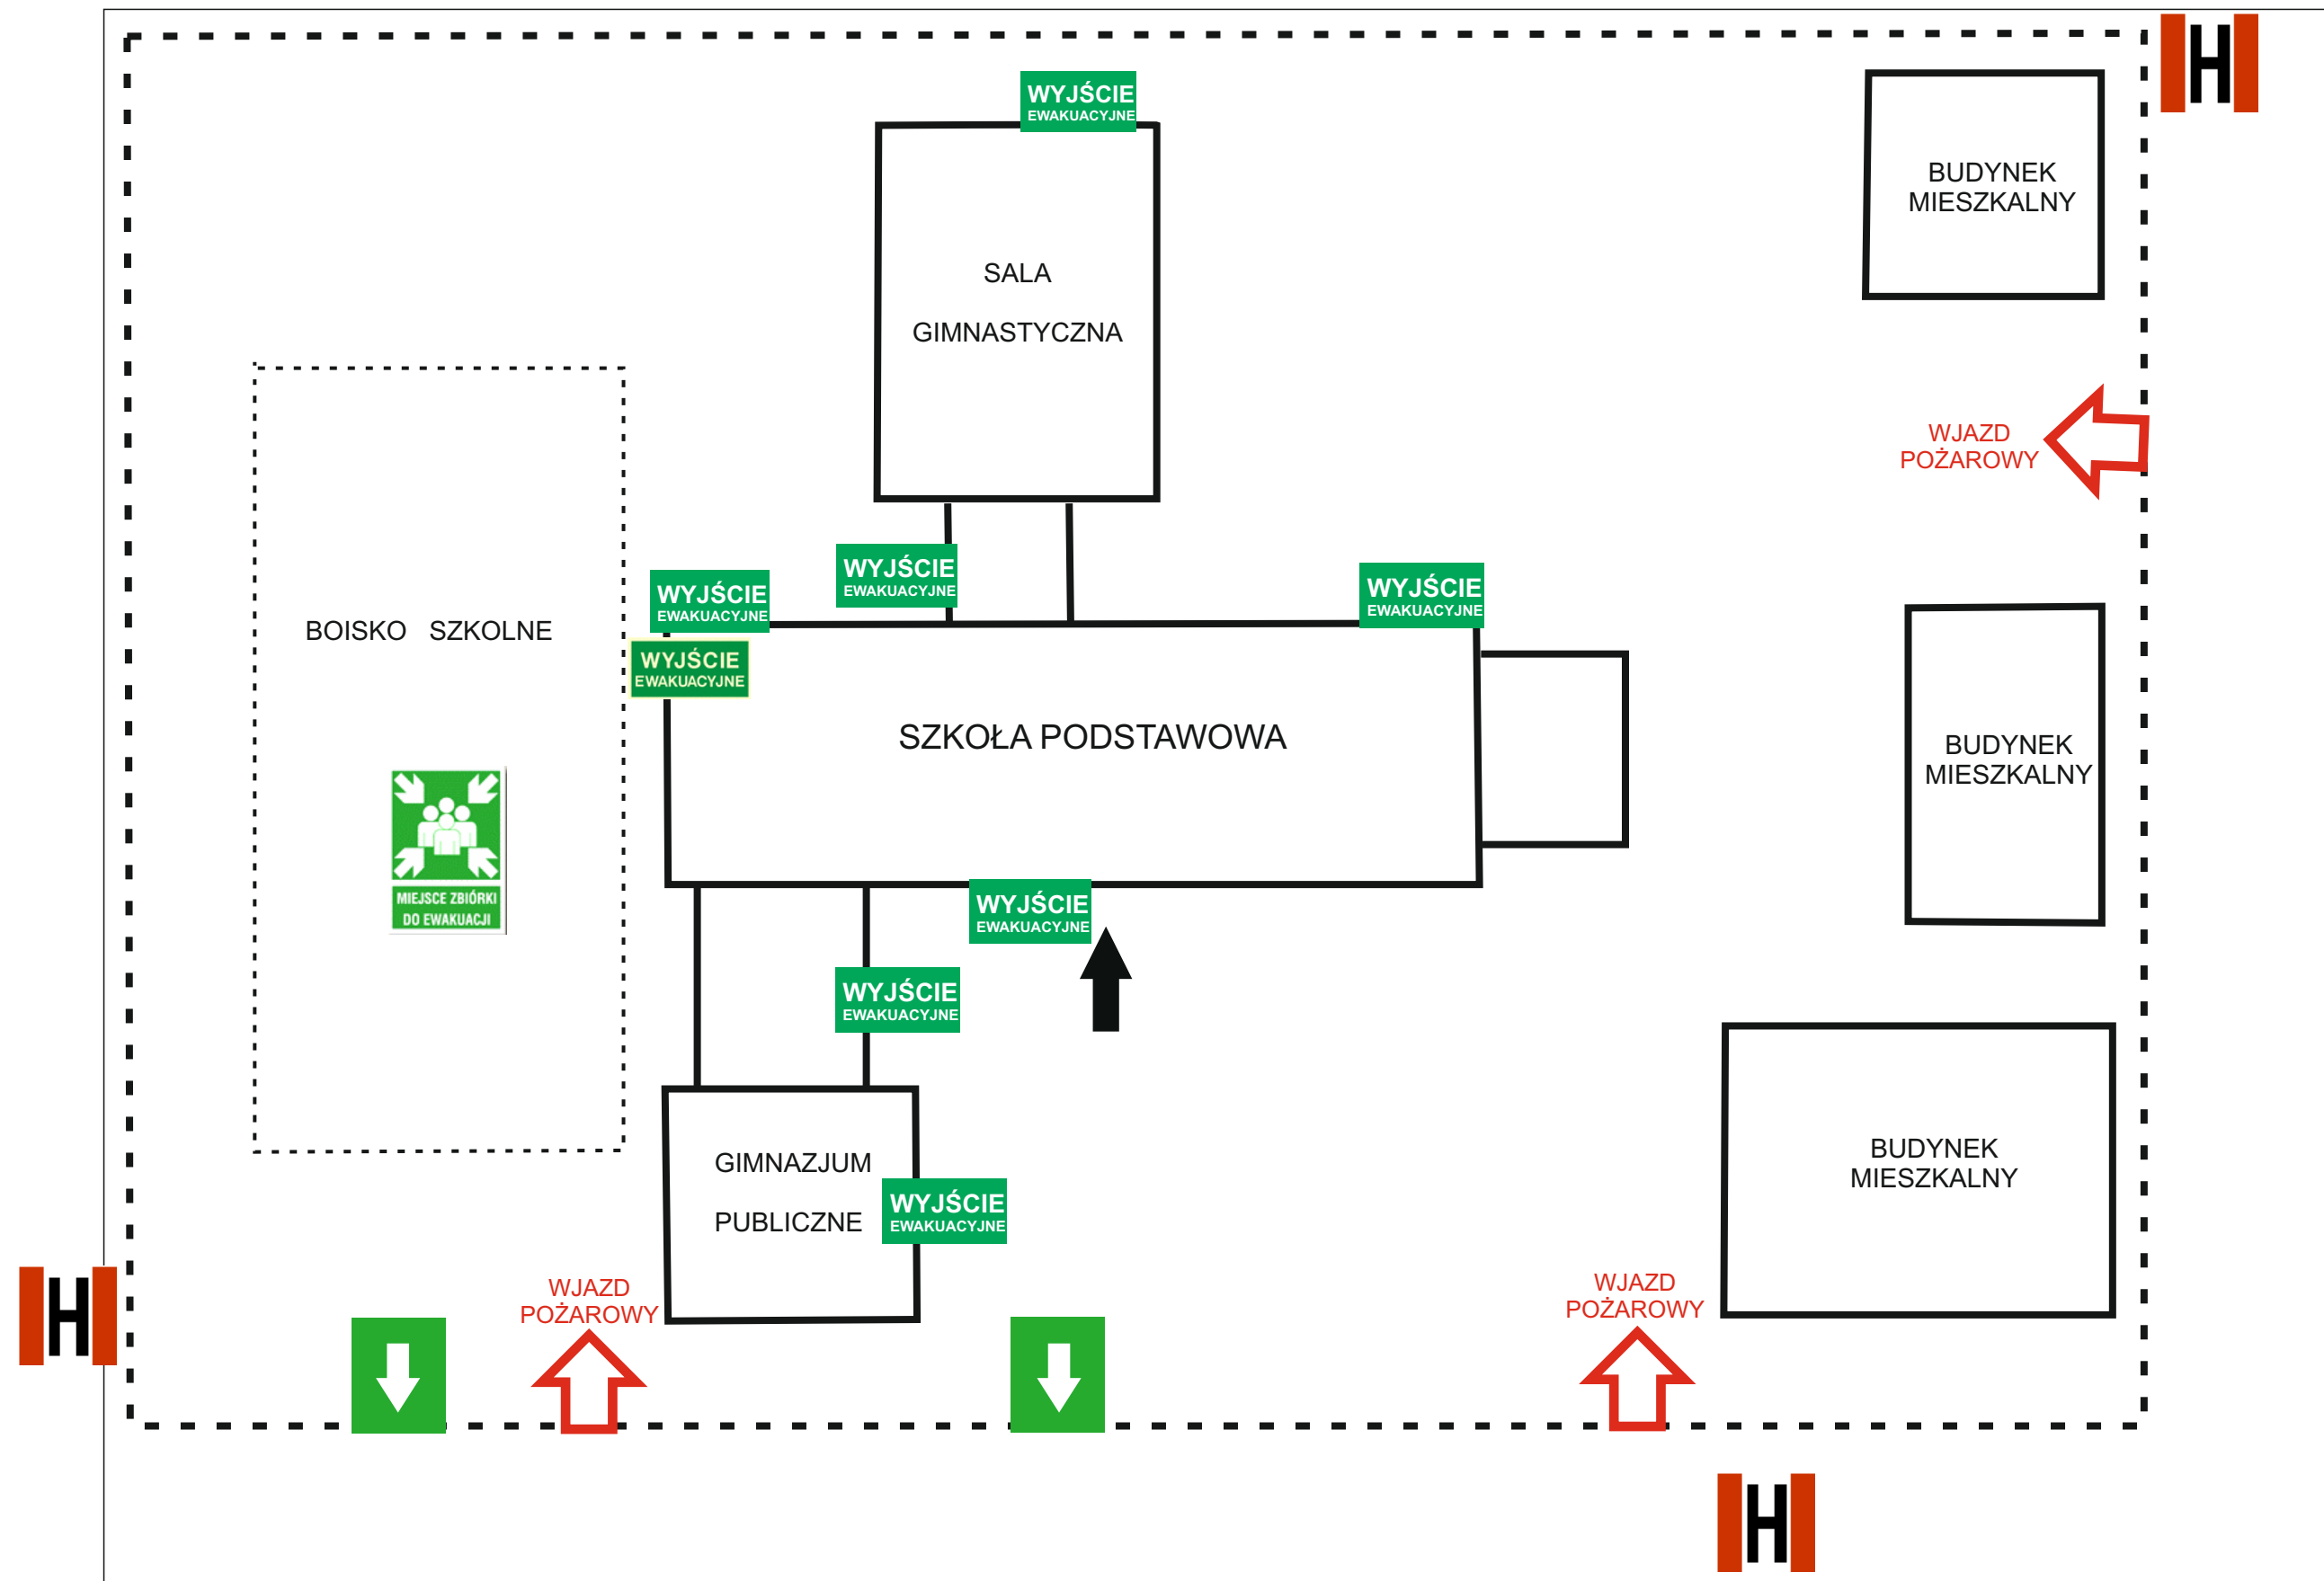 WYJŚCIE
EWAKUACYJNE
H
BUDYNEK
MIESZKALNY
SALA
GIMNASTYCZNA
WJAZD
POŻAROWY
WYJŚCIE
EWAKUACYJNE
WYJŚCIE
EWAKUACYJNE
WYJŚCIE
EWAKUACYJNE
BOISKO SZKOLNE
WYJŚCIE
EWAKUACYJNE
SZKOŁA PODSTAWOWA
BUDYNEK
MIESZKALNY
MIEJSCE ZBIÓRKI
DO EWAKUACJI
WYJŚCIE
EWAKUACYJNE
WYJŚCIE
EWAKUACYJNE
GIMNAZJUM
PUBLICZNE
BUDYNEK
MIESZKALNY
WYJŚCIE
EWAKUACYJNE
WJAZD
POŻAROWY
WJAZD
POŻAROWY
H
H